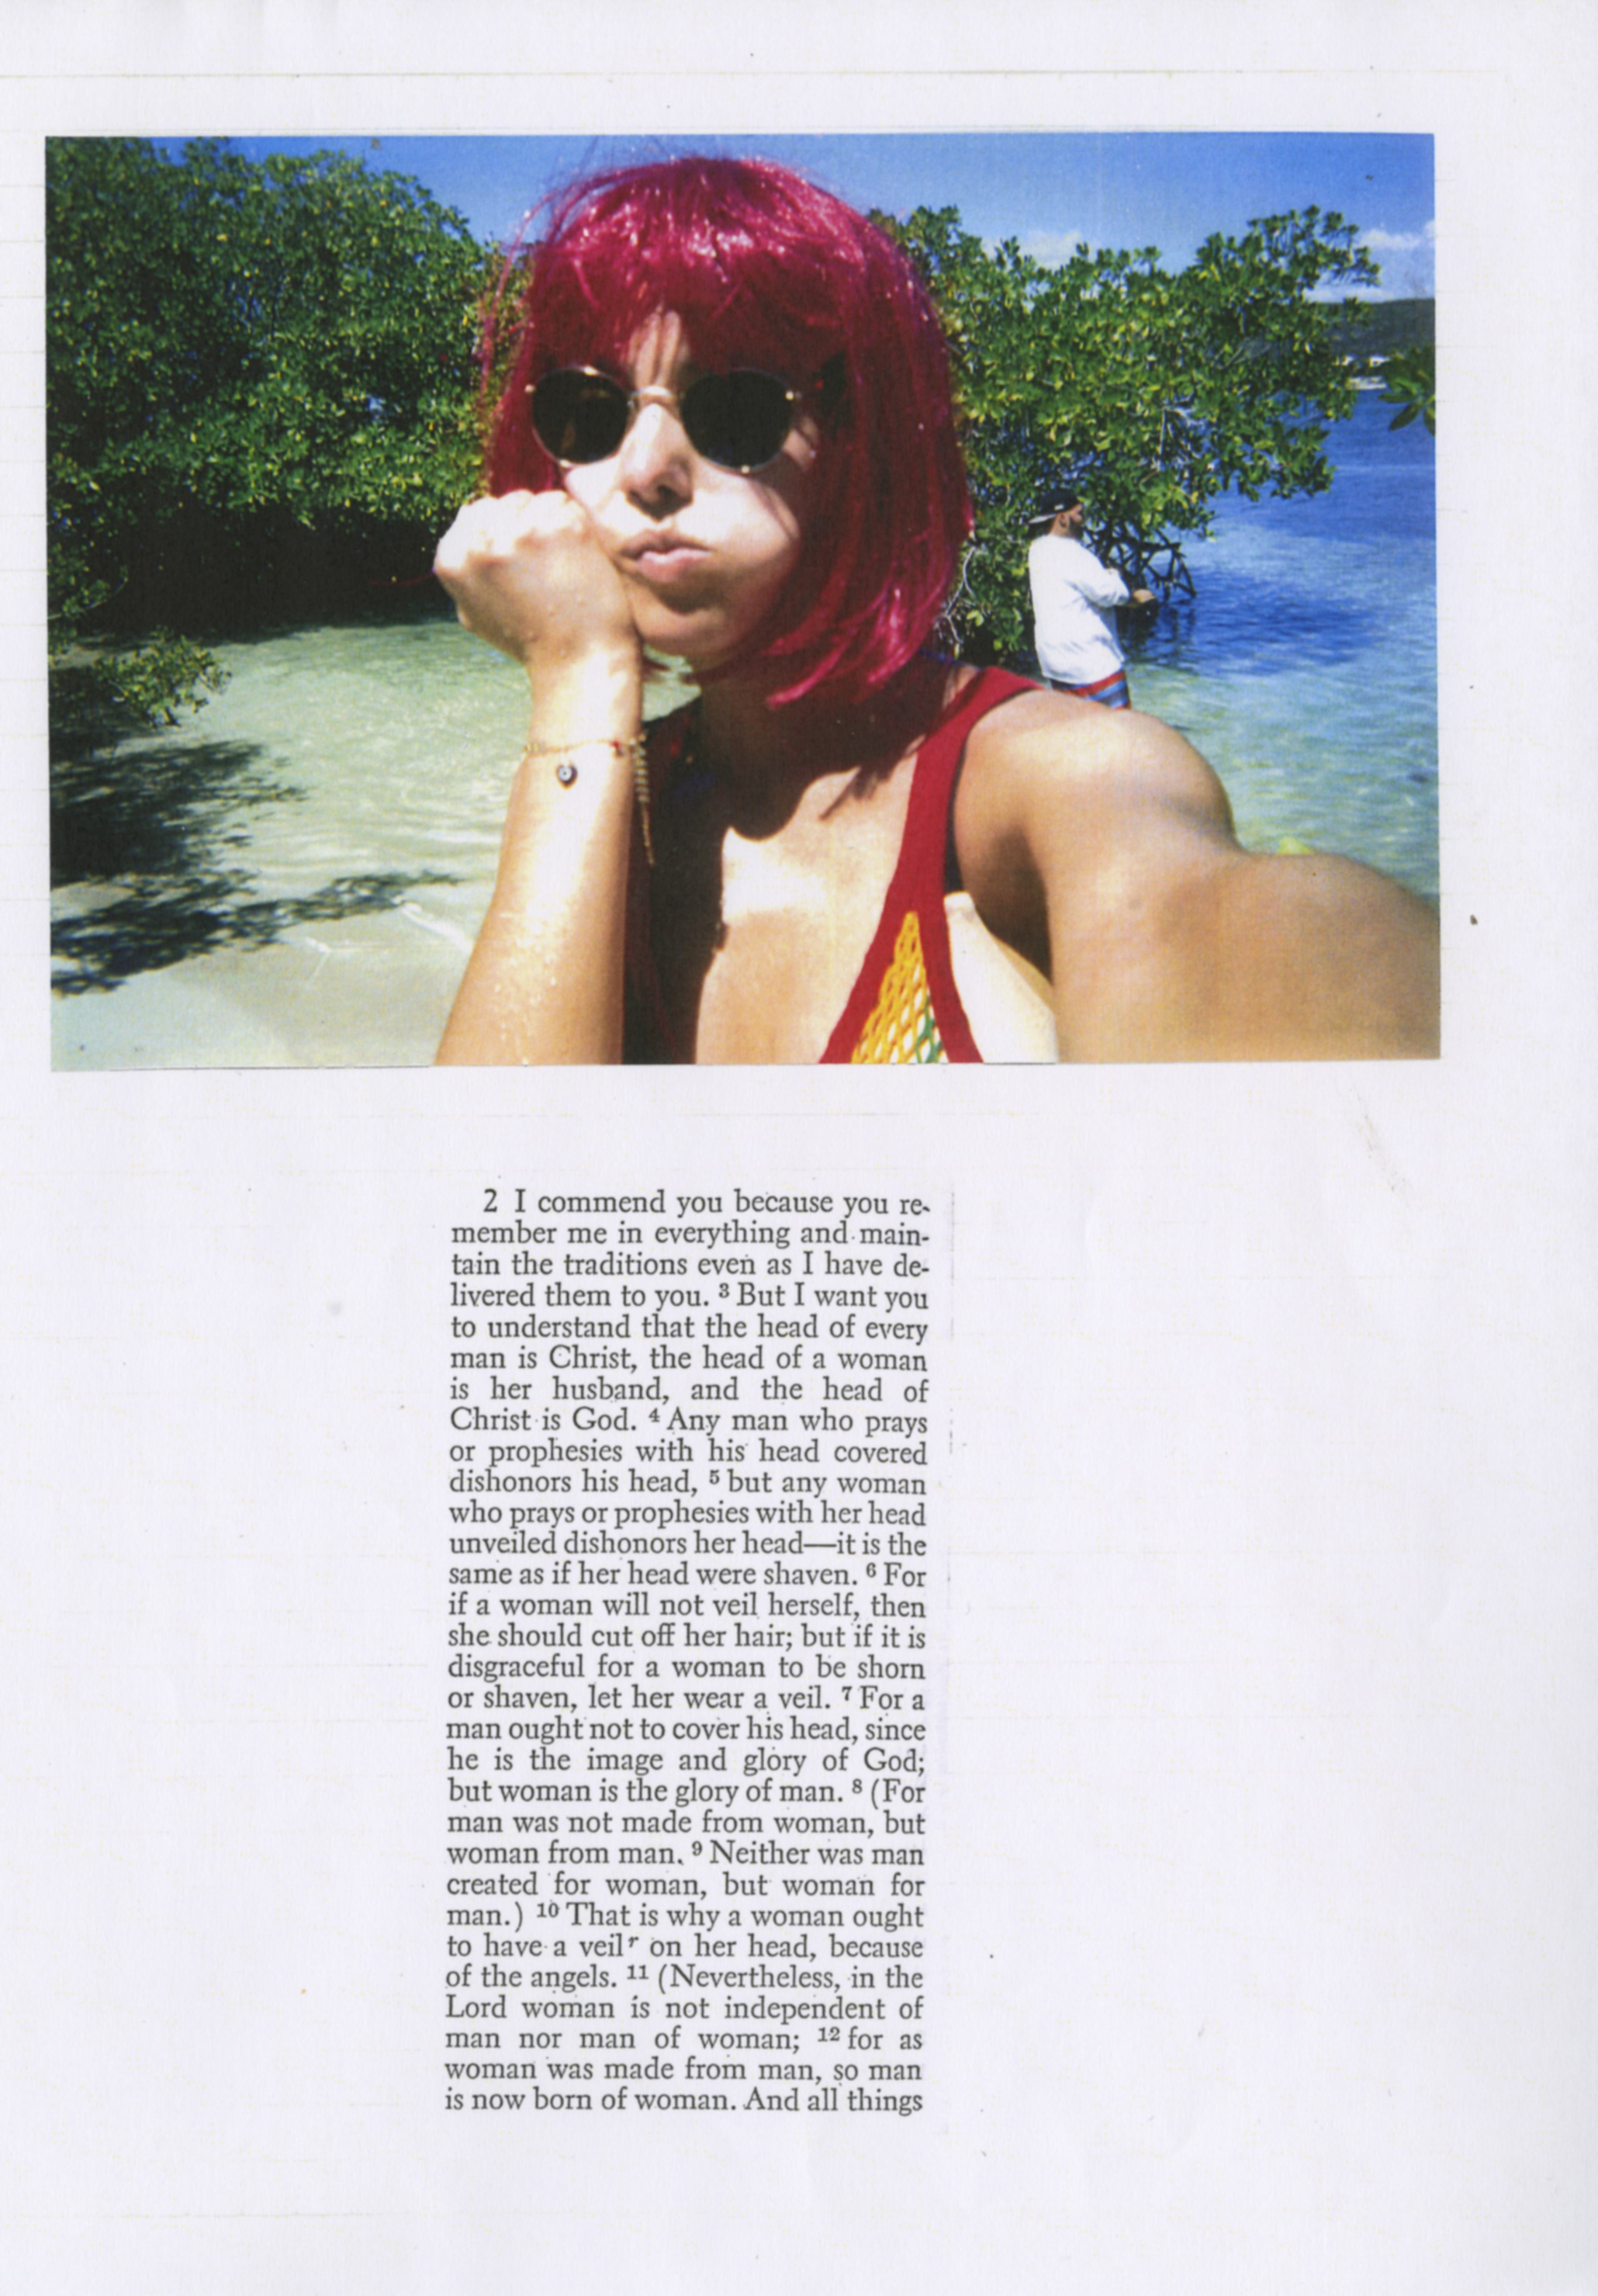 2 I commend you because you re-
member me in everything and main-
tain the traditions even as I have de-
livered them to you. ³ But I want you
to understand that the head of every
man is Christ, the head of a woman
is her husband, and the head of
Christ is God. ⁴ Any man who prays
or prophesies with his head covered
dishonors his head, ⁵ but any woman
who prays or prophesies with her head
unveiled dishonors her head—it is the
same as if her head were shaven. ⁶ For
if a woman will not veil herself, then
she should cut off her hair; but if it is
disgraceful for a woman to be shorn
or shaven, let her wear a veil. ⁷ For a
man ought not to cover his head, since
he is the image and glory of God;
but woman is the glory of man. ⁸ (For
man was not made from woman, but
woman from man. ⁹ Neither was man
created for woman, but woman for
man.) ¹⁰ That is why a woman ought
to have a veilʳ on her head, because
of the angels. ¹¹ (Nevertheless, in the
Lord woman is not independent of
man nor man of woman; ¹² for as
woman was made from man, so man
is now born of woman. And all things